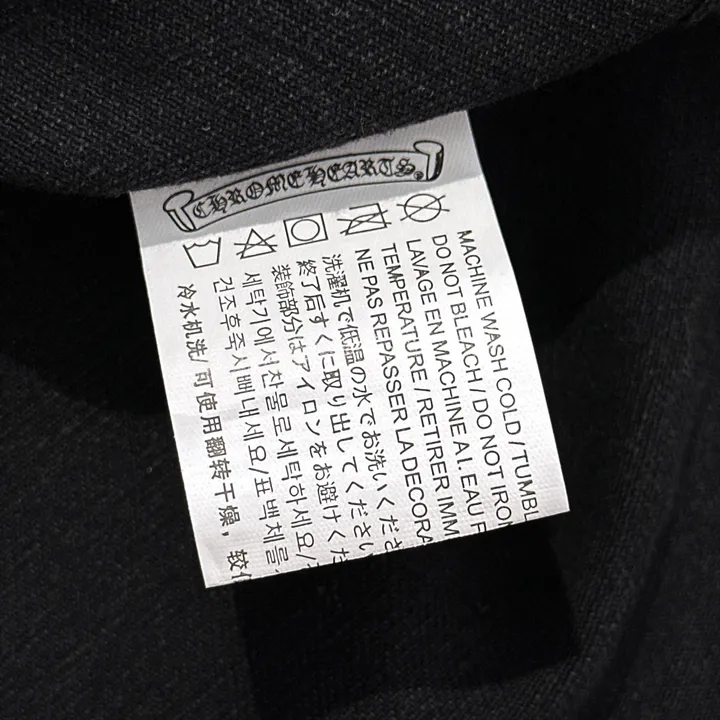 CHROME HEARTS
MACHINE WASH COLD / TUMBL
DO NOT BLEACH / DO NOT IRON
LAVAGE EN MACHINE A I. EAU F
TEMPERATURE / RETIRER IMM
NE PAS REPASSER LA DECORA
洗濯机で低温の水でお洗いくださ
終了后すくに取り出してください
装飾部分はアイロンをお避けくだ
세탁기에서찬물로세탁하세요/
건조후즉시빼내세요/표백제를
冷水机洗/可使用翻转干燥，较